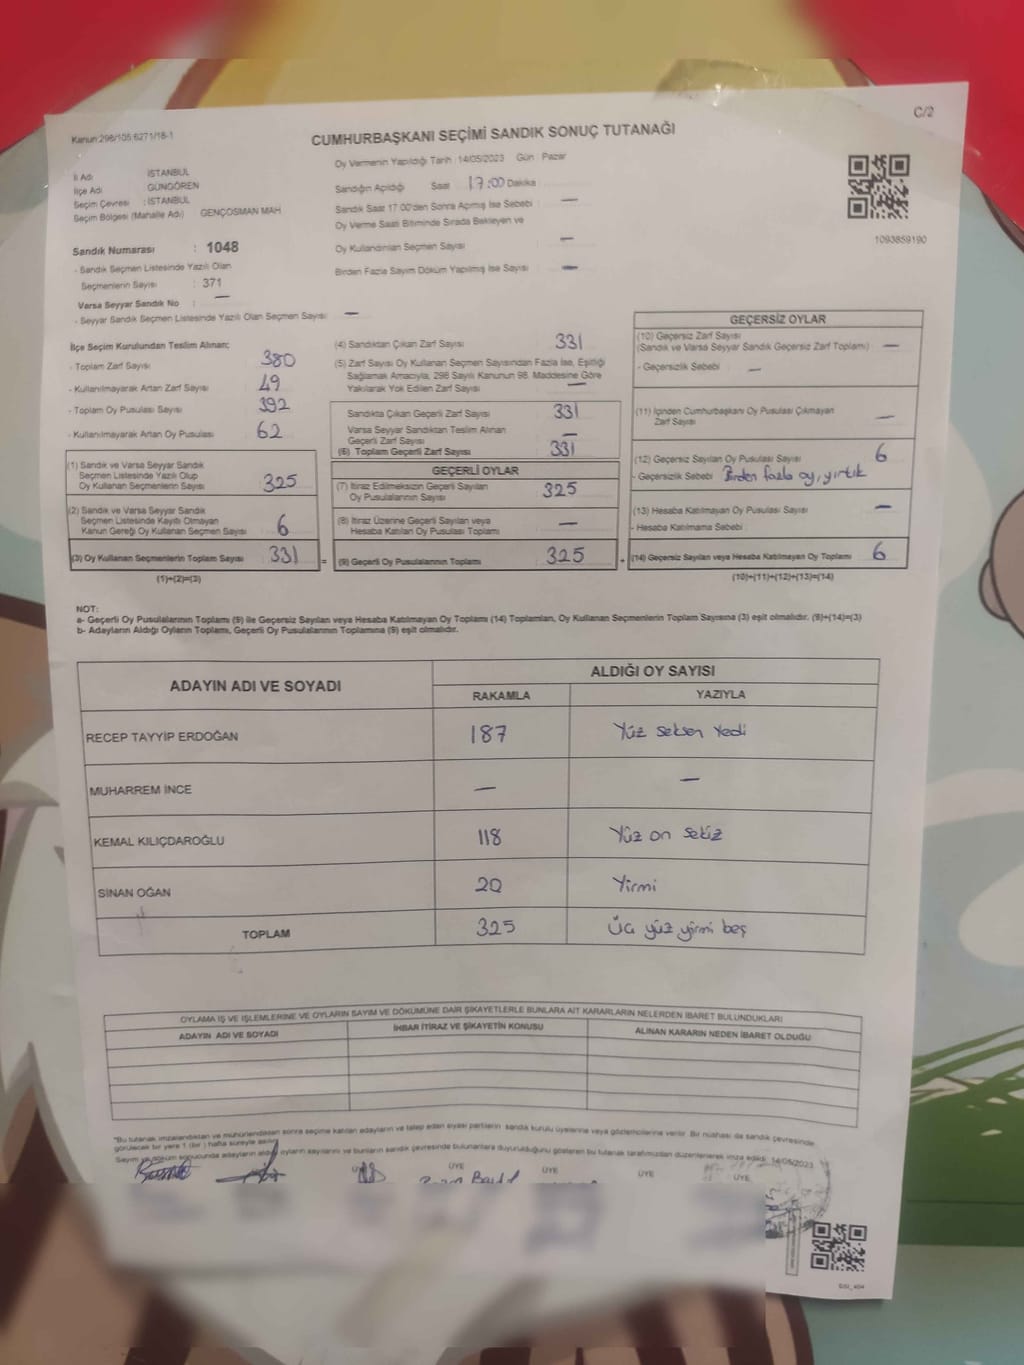 C/2
Kanun:298/105 6271/18-1
CUMHURBAŞKANI SEÇİMİ SANDIK SONUÇ TUTANAĞI
İl Adı : İSTANBUL
İlçe Adı : GÜNGÖREN
Seçim Çevresi : İSTANBUL
Seçim Bölgesi (Mahalle Adı) GENÇOSMAN MAH
Sandık Numarası : 1048
- Sandık Seçmen Listesinde Yazılı Olan
Seçmenlerin Sayısı : 371
Varsa Seyyar Sandık No : —
- Seyyar Sandık Seçmen Listesinde Yazılı Olan Seçmen Sayısı : —
Oy Vermenin Yapıldığı Tarih : 14/05/2023 Gün : Pazar
Sandığın Açıldığı Saat 17:00 Dakika
Sandık Saat 17:00'den Sonra Açılmış İse Sebebi : —
Oy Verme Saati Bitiminde Sırada Bekleyen ve
Oy Kullandırılan Seçmen Sayısı : —
Birden Fazla Sayım Döküm Yapılmış İse Sayısı : —
1093859190
İlçe Seçim Kurulundan Teslim Alınan;
- Toplam Zarf Sayısı : 380
- Kullanılmayarak Artan Zarf Sayısı : 49
- Toplam Oy Pusulası Sayısı : 392
- Kullanılmayarak Artan Oy Pusulası : 62
(1) Sandık ve Varsa Seyyar Sandık
Seçmen Listesinde Yazılı Olup
Oy Kullanan Seçmenlerin Sayısı : 325
(2) Sandık ve Varsa Seyyar Sandık
Seçmen Listesinde Kayıtlı Olmayan
Kanun Gereği Oy Kullanan Seçmen Sayısı : 6
(3) Oy Kullanan Seçmenlerin Toplam Sayısı : 331
(1)+(2)=(3)
(4) Sandıktan Çıkan Zarf Sayısı : 331
(5) Zarf Sayısı Oy Kullanan Seçmen Sayısından Fazla İse, Eşitliği
Sağlamak Amacıyla, 298 Sayılı Kanunun 98. Maddesine Göre
Yakılarak Yok Edilen Zarf Sayısı : —
Sandıkta Çıkan Geçerli Zarf Sayısı : 331
Varsa Seyyar Sandıktan Teslim Alınan
Geçerli Zarf Sayısı : —
(6) Toplam Geçerli Zarf Sayısı : 331
GEÇERLİ OYLAR
(7) İtiraz Edilmeksizin Geçerli Sayılan
Oy Pusulalarının Sayısı : 325
(8) İtiraz Üzerine Geçerli Sayılan veya
Hesaba Katılan Oy Pusulası Toplamı : —
= (9) Geçerli Oy Pusulalarının Toplamı : 325 +
GEÇERSİZ OYLAR
(10) Geçersiz Zarf Sayısı
(Sandık ve Varsa Seyyar Sandık Geçersiz Zarf Toplamı) : —
- Geçersizlik Sebebi : —
(11) İçinden Cumhurbaşkanı Oy Pusulası Çıkmayan
Zarf Sayısı : —
(12) Geçersiz Sayılan Oy Pusulası Sayısı : 6
- Geçersizlik Sebebi : Birden fazla oy, yırtık
(13) Hesaba Katılmayan Oy Pusulası Sayısı : —
- Hesaba Katılmama Sebebi :
(14) Geçersiz Sayılan veya Hesaba Katılmayan Oy Toplamı : 6
(10)+(11)+(12)+(13)=(14)
NOT:
a- Geçerli Oy Pusulalarının Toplamı (9) ile Geçersiz Sayılan veya Hesaba Katılmayan Oy Toplamı (14) Toplamları, Oy Kullanan Seçmenlerin Toplam Sayısına (3) eşit olmalıdır. (9)+(14)=(3)
b- Adayların Aldığı Oyların Toplamı, Geçerli Oy Pusulalarının Toplamına (9) eşit olmalıdır.
ADAYIN ADI VE SOYADI ALDIĞI OY SAYISI
RAKAMLA YAZIYLA
RECEP TAYYİP ERDOĞAN 187 Yüz seksen Yedi
MUHARREM İNCE — —
KEMAL KILIÇDAROĞLU 118 Yüz on sekiz
SİNAN OĞAN 20 Yirmi
TOPLAM 325 Üç yüz yirmi beş
OYLAMA İŞ VE İŞLEMLERİNE VE OYLARIN SAYIM VE DÖKÜMÜNE DAİR ŞİKAYETLERLE BUNLARA AİT KARARLARIN NELERDEN İBARET BULUNDUKLARI
ADAYIN ADI VE SOYADI İHBAR İTİRAZ VE ŞİKAYETİN KONUSU ALINAN KARARIN NEDEN İBARET OLDUĞU
"Bu tutanak imzalandıktan ve mühürlendikten sonra seçime katılan adayların ve talep eden siyasi partilerin sandık kurulu üyelerine veya gözlemcilerine verilir. Bir nüshası da sandık çevresinde
görülecek bir yere 1 (bir) hafta süreyle asılır.
Sayım ve döküm sonucunda adayların aldığı oyların sayılarını ve bunların sandık çevresinde bulunanlara duyurulduğunu gösteren bu tutanak tarafımızdan düzenlenerek imza edildi. 14/05/2023
ÜYE ÜYE ÜYE ÜYE